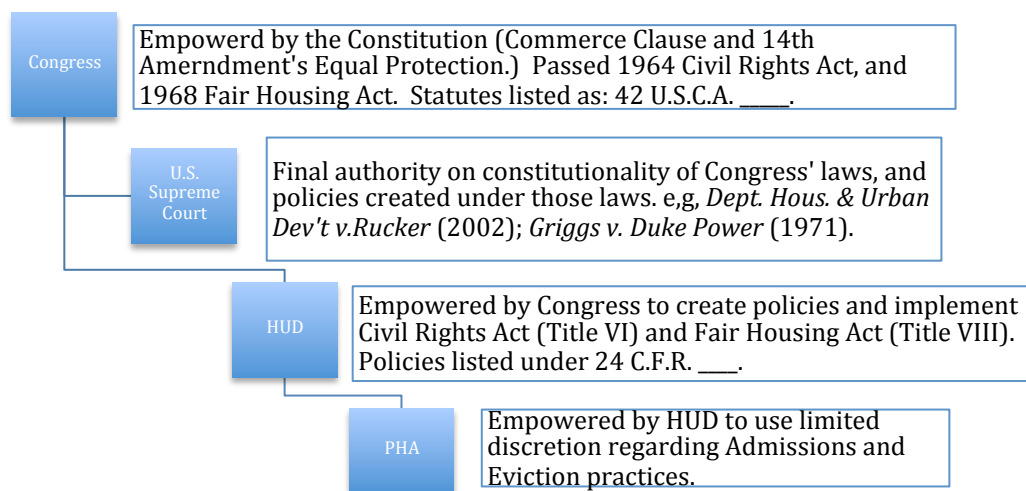 Congress
Empowerd by the Constitution (Commerce Clause and 14th
Amerndment's Equal Protection.) Passed 1964 Civil Rights Act, and
1968 Fair Housing Act. Statutes listed as: 42 U.S.C.A. _____.
U.S.
Supreme
Court
Final authority on constitutionality of Congress' laws, and
policies created under those laws. e,g, Dept. Hous. & Urban
Dev't v.Rucker (2002); Griggs v. Duke Power (1971).
HUD
Empowered by Congress to create policies and implement
Civil Rights Act (Title VI) and Fair Housing Act (Title VIII).
Policies listed under 24 C.F.R. ____.
PHA
Empowered by HUD to use limited
discretion regarding Admissions and
Eviction practices.